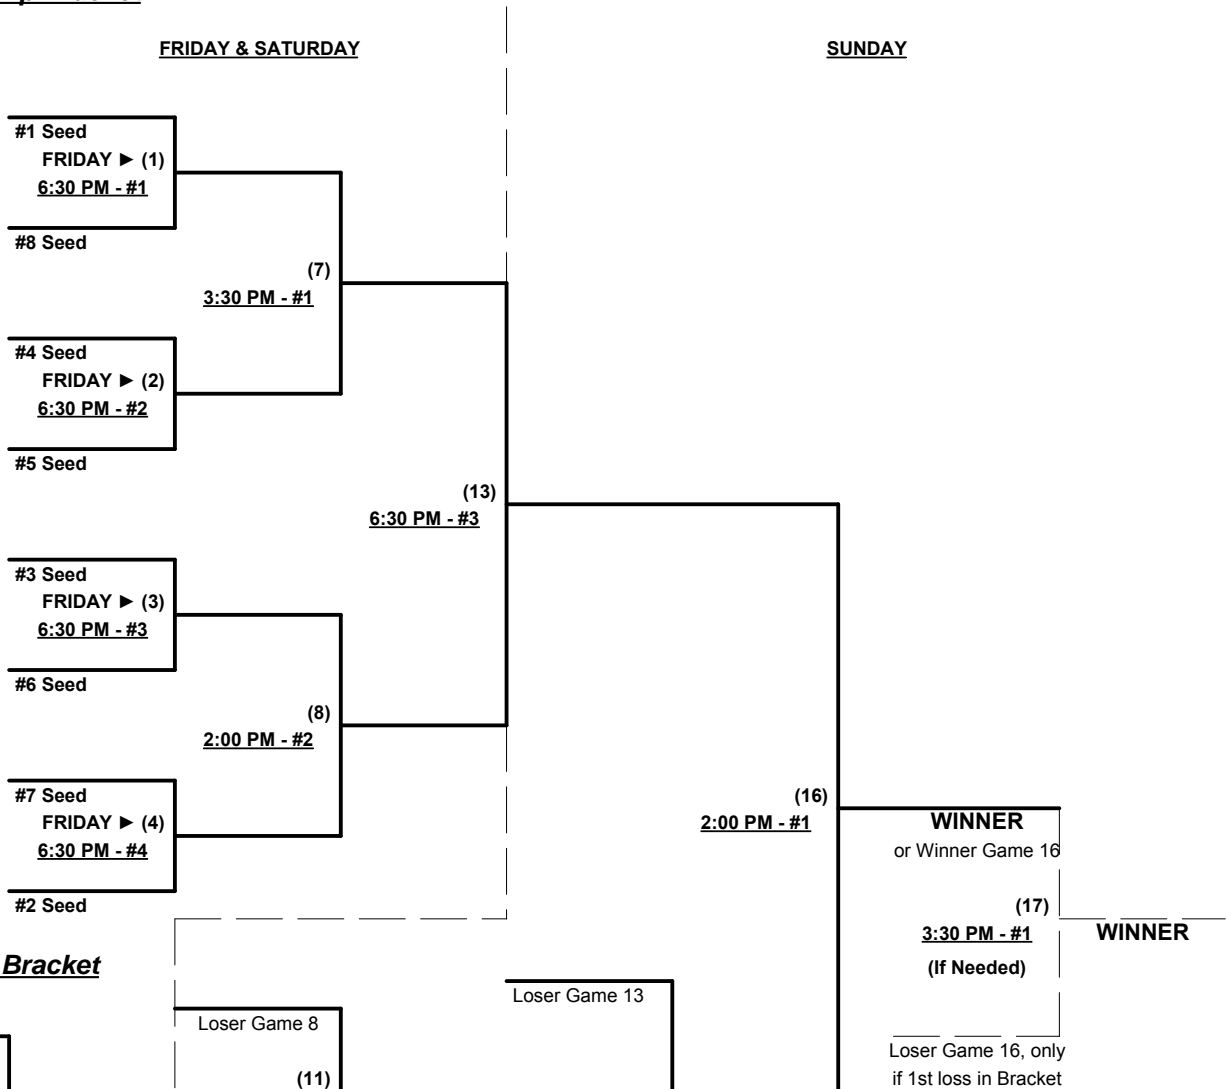 FRIDAY & SATURDAY
SUNDAY
#1 Seed
FRIDAY ► (1)
6:30 PM - #1
#8 Seed
(7)
3:30 PM - #1
#4 Seed
FRIDAY ► (2)
6:30 PM - #2
#5 Seed
(13)
6:30 PM - #3
#3 Seed
FRIDAY ► (3)
6:30 PM - #3
#6 Seed
(8)
2:00 PM - #2
#7 Seed
FRIDAY ► (4)
6:30 PM - #4
#2 Seed
(16)
2:00 PM - #1
WINNER
or Winner Game 16
(17)
3:30 PM - #1
(If Needed)
WINNER
Bracket
Loser Game 13
Loser Game 8
(11)
Loser Game 16, only
if 1st loss in Bracket